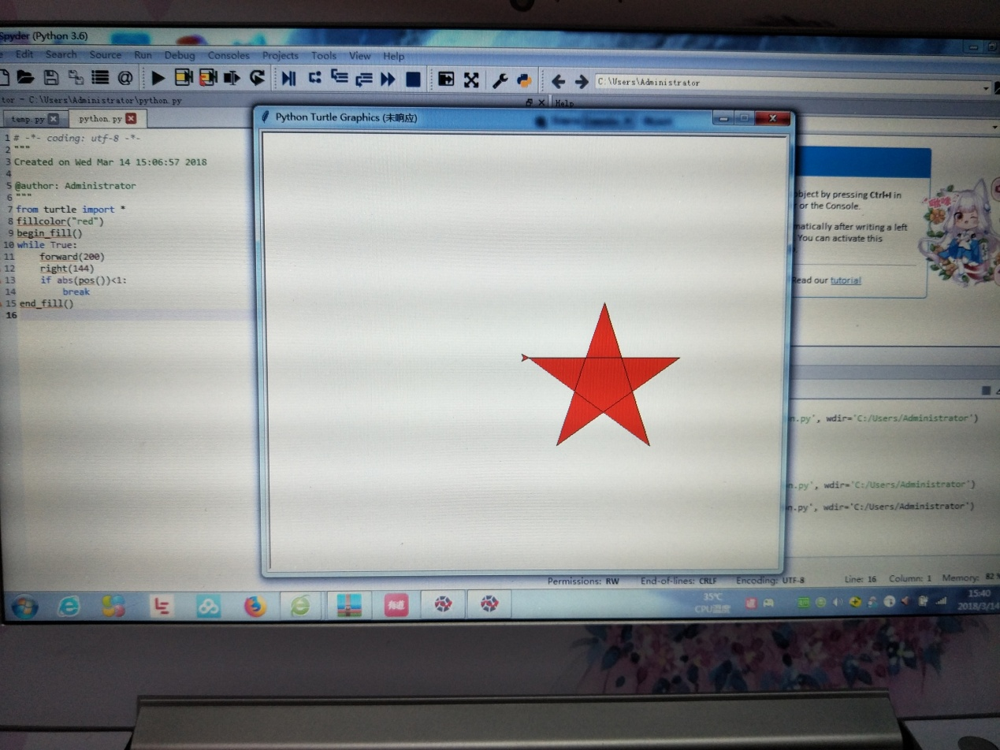 Spyder (Python 3.6)
Edit Search Source Run Debug Consoles Projects Tools View Help
C:\Users\Administrator
tor - C:\Users\Administrator\python.py
Help
temp.py
python.py
Python Turtle Graphics (未响应)
1 # -*- coding: utf-8 -*-
2 """
3 Created on Wed Mar 14 15:06:57 2018
4
5 @author: Administrator
6 """
7 from turtle import *
8 fillcolor("red")
9 begin_fill()
10 while True:
11 forward(200)
12 right(144)
13 if abs(pos())<1:
14 break
15 end_fill()
16
object by pressing Ctrl+I in
or the Console.
matically after writing a left
You can activate this
Read our tutorial
n.py', wdir='C:/Users/Administrator')
n.py', wdir='C:/Users/Administrator')
n.py', wdir='C:/Users/Administrator')
Permissions: RW End-of-lines: CRLF Encoding: UTF-8 Line: 16 Column: 1 Memory: 82 %
有道
35℃
CPU温度
15:40
2018/3/14